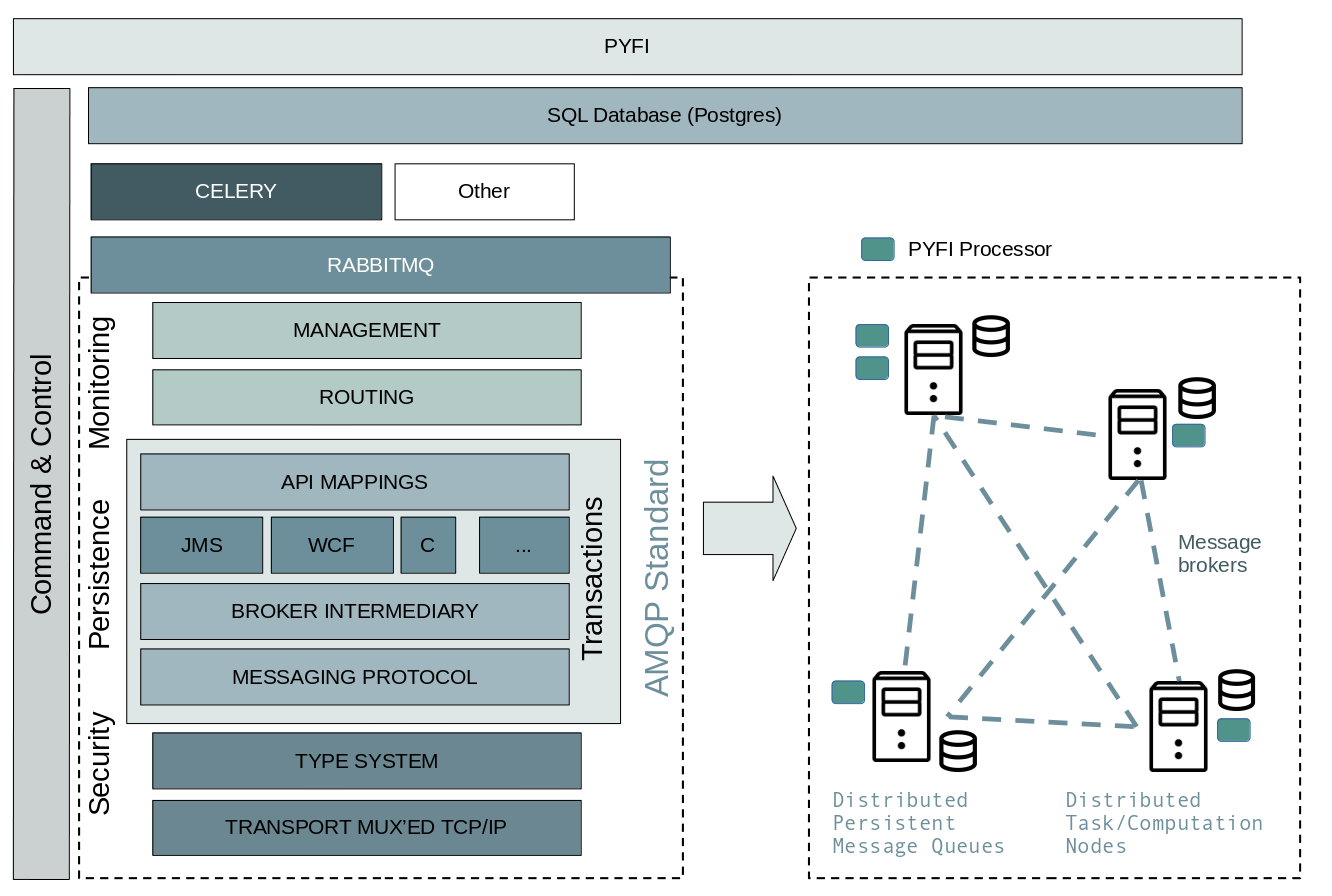 PYFI
SQL Database (Postgres)
CELERY
Other
RABBITMQ
MANAGEMENT
ROUTING
API MAPPINGS
JMS
WCF
C
...
BROKER INTERMEDIARY
MESSAGING PROTOCOL
TYPE SYSTEM
TRANSPORT MUX’ED TCP/IP
Command & Control
Monitoring
Persistence
Security
Transactions
AMQP Standard
PYFI Processor
Message
brokers
Distributed
Persistent
Message Queues
Distributed
Task/Computation
Nodes